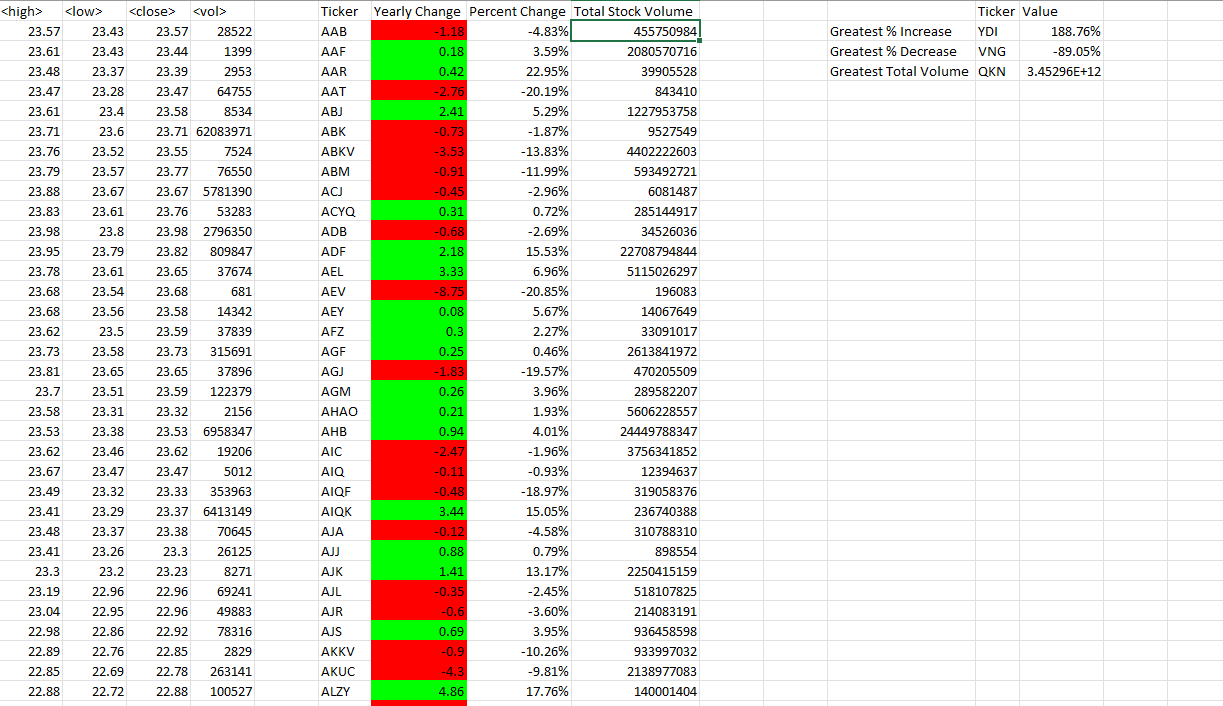 <high> <low> <close> <vol> Ticker Yearly Change Percent Change Total Stock Volume Ticker Value
23.57 23.43 23.57 28522 AAB -1.18 -4.83% 455750984 Greatest % Increase YDI 188.76%
23.61 23.43 23.44 1399 AAF 0.18 3.59% 2080570716 Greatest % Decrease VNG -89.05%
23.48 23.37 23.39 2953 AAR 0.42 22.95% 39905528 Greatest Total Volume QKN 3.45296E+12
23.47 23.28 23.47 64755 AAT -2.76 -20.19% 843410
23.61 23.4 23.58 8534 ABJ 2.41 5.29% 1227953758
23.71 23.6 23.71 62083971 ABK -0.73 -1.87% 9527549
23.76 23.52 23.55 7524 ABKV -3.53 -13.83% 4402222603
23.79 23.57 23.77 76550 ABM -0.91 -11.99% 593492721
23.88 23.67 23.67 5781390 ACJ -0.45 -2.96% 6081487
23.83 23.61 23.76 53283 ACYQ 0.31 0.72% 285144917
23.98 23.8 23.98 2796350 ADB -0.68 -2.69% 34526036
23.95 23.79 23.82 809847 ADF 2.18 15.53% 22708794844
23.78 23.61 23.65 37674 AEL 3.33 6.96% 5115026297
23.68 23.54 23.68 681 AEV -8.75 -20.85% 196083
23.68 23.56 23.58 14342 AEY 0.08 5.67% 14067649
23.62 23.5 23.59 37839 AFZ 0.3 2.27% 33091017
23.73 23.58 23.73 315691 AGF 0.25 0.46% 2613841972
23.81 23.65 23.65 37896 AGJ -1.83 -19.57% 470205509
23.7 23.51 23.59 122379 AGM 0.26 3.96% 289582207
23.58 23.31 23.32 2156 AHAO 0.21 1.93% 5606228557
23.53 23.38 23.53 6958347 AHB 0.94 4.01% 24449788347
23.62 23.46 23.62 19206 AIC -2.47 -1.96% 3756341852
23.67 23.47 23.47 5012 AIQ -0.11 -0.93% 12394637
23.49 23.32 23.33 353963 AIQF -0.48 -18.97% 319058376
23.41 23.29 23.37 6413149 AIQK 3.44 15.05% 236740388
23.48 23.37 23.38 70645 AJA -0.12 -4.58% 310788310
23.41 23.26 23.3 26125 AJJ 0.88 0.79% 898554
23.3 23.2 23.23 8271 AJK 1.41 13.17% 2250415159
23.19 22.96 22.96 69241 AJL -0.35 -2.45% 518107825
23.04 22.95 22.96 49883 AJR -0.6 -3.60% 214083191
22.98 22.86 22.92 78316 AJS 0.69 3.95% 936458598
22.89 22.76 22.85 2829 AKKV -0.9 -10.26% 933997032
22.85 22.69 22.78 263141 AKUC -4.3 -9.81% 2138977083
22.88 22.72 22.88 100527 ALZY 4.86 17.76% 140001404